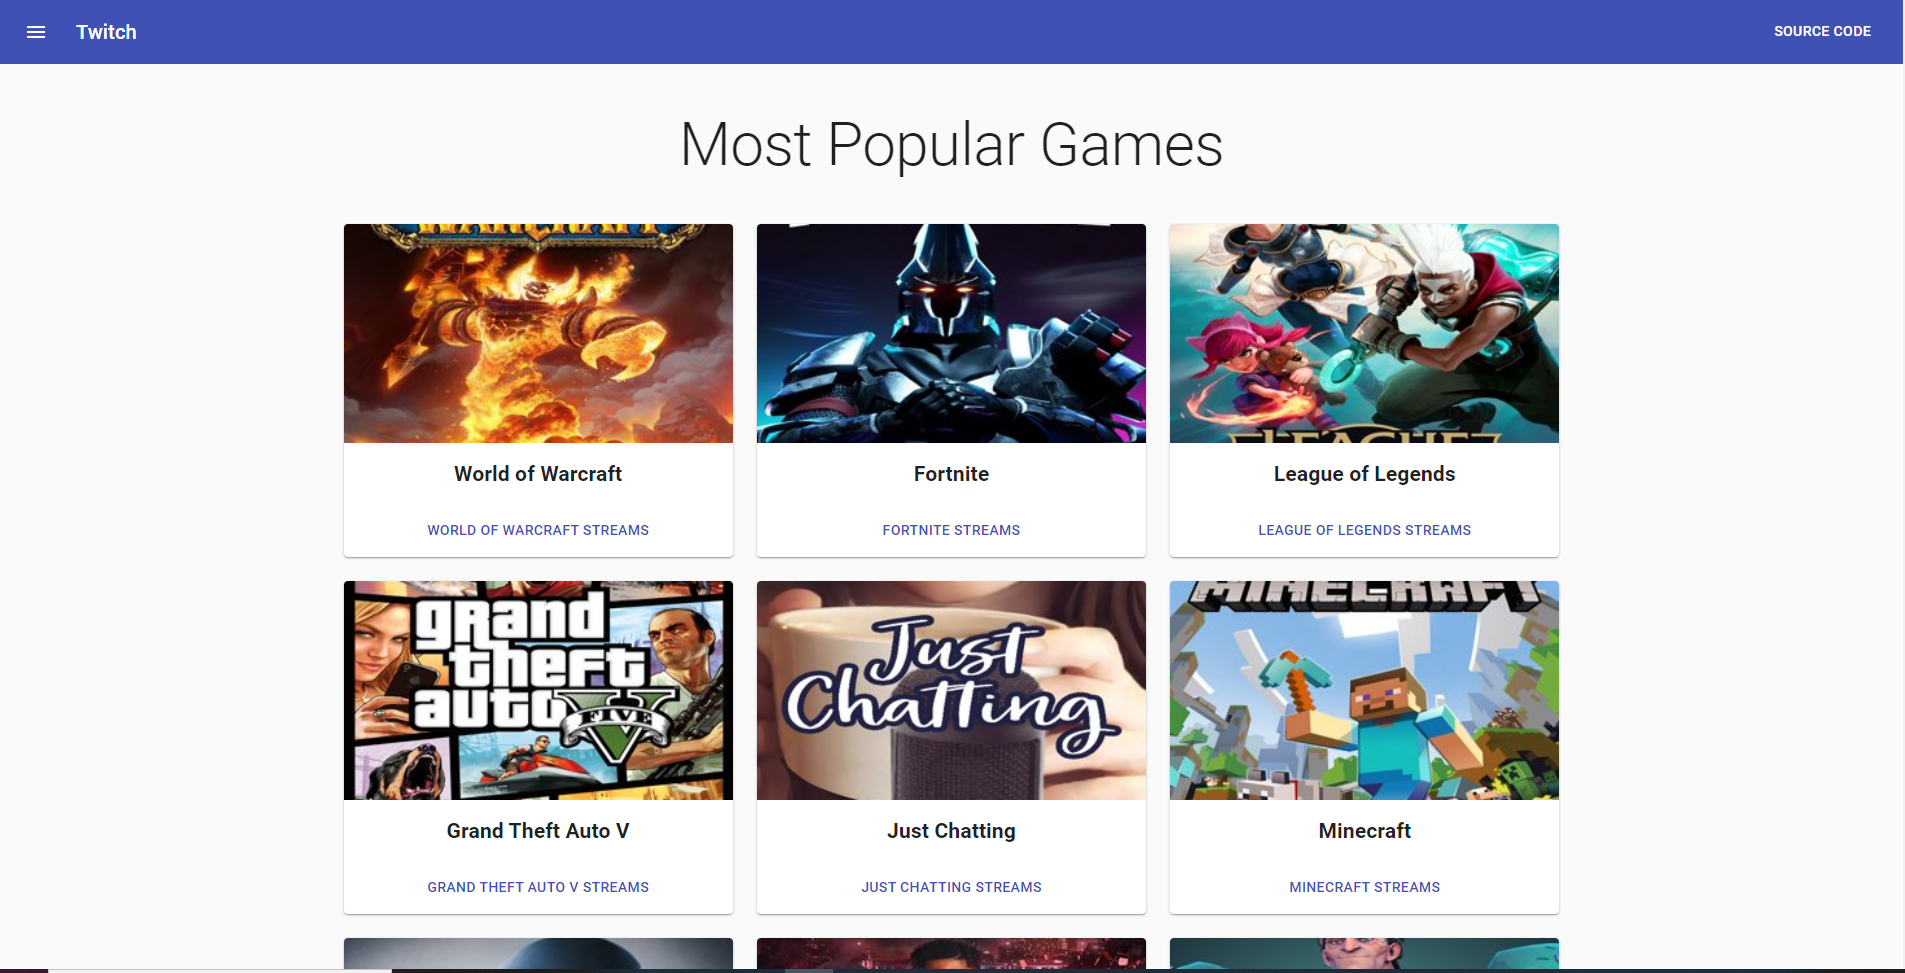 Twitch
SOURCE CODE
Most Popular Games
WARCRAFT
LEAGUE
World of Warcraft
Fortnite
League of Legends
WORLD OF WARCRAFT STREAMS
FORTNITE STREAMS
LEAGUE OF LEGENDS STREAMS
grand
theft
auto
FIVE
V
Just
Chatting
MINECRAFT
Grand Theft Auto V
Just Chatting
Minecraft
GRAND THEFT AUTO V STREAMS
JUST CHATTING STREAMS
MINECRAFT STREAMS